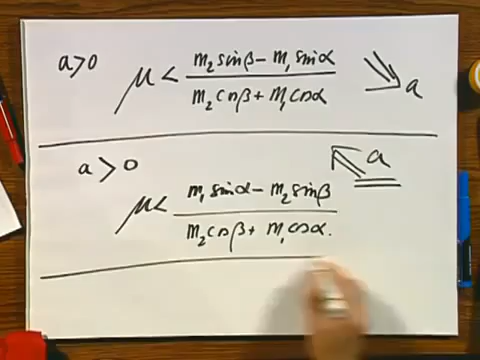 a>0 μ < (m₂ sinβ − m₁ sinα) / (m₂ cosβ + m₁ cosα) a
a>0 a
μ < (m₁ sinα − m₂ sinβ) / (m₂ cosβ + m₁ cosα).